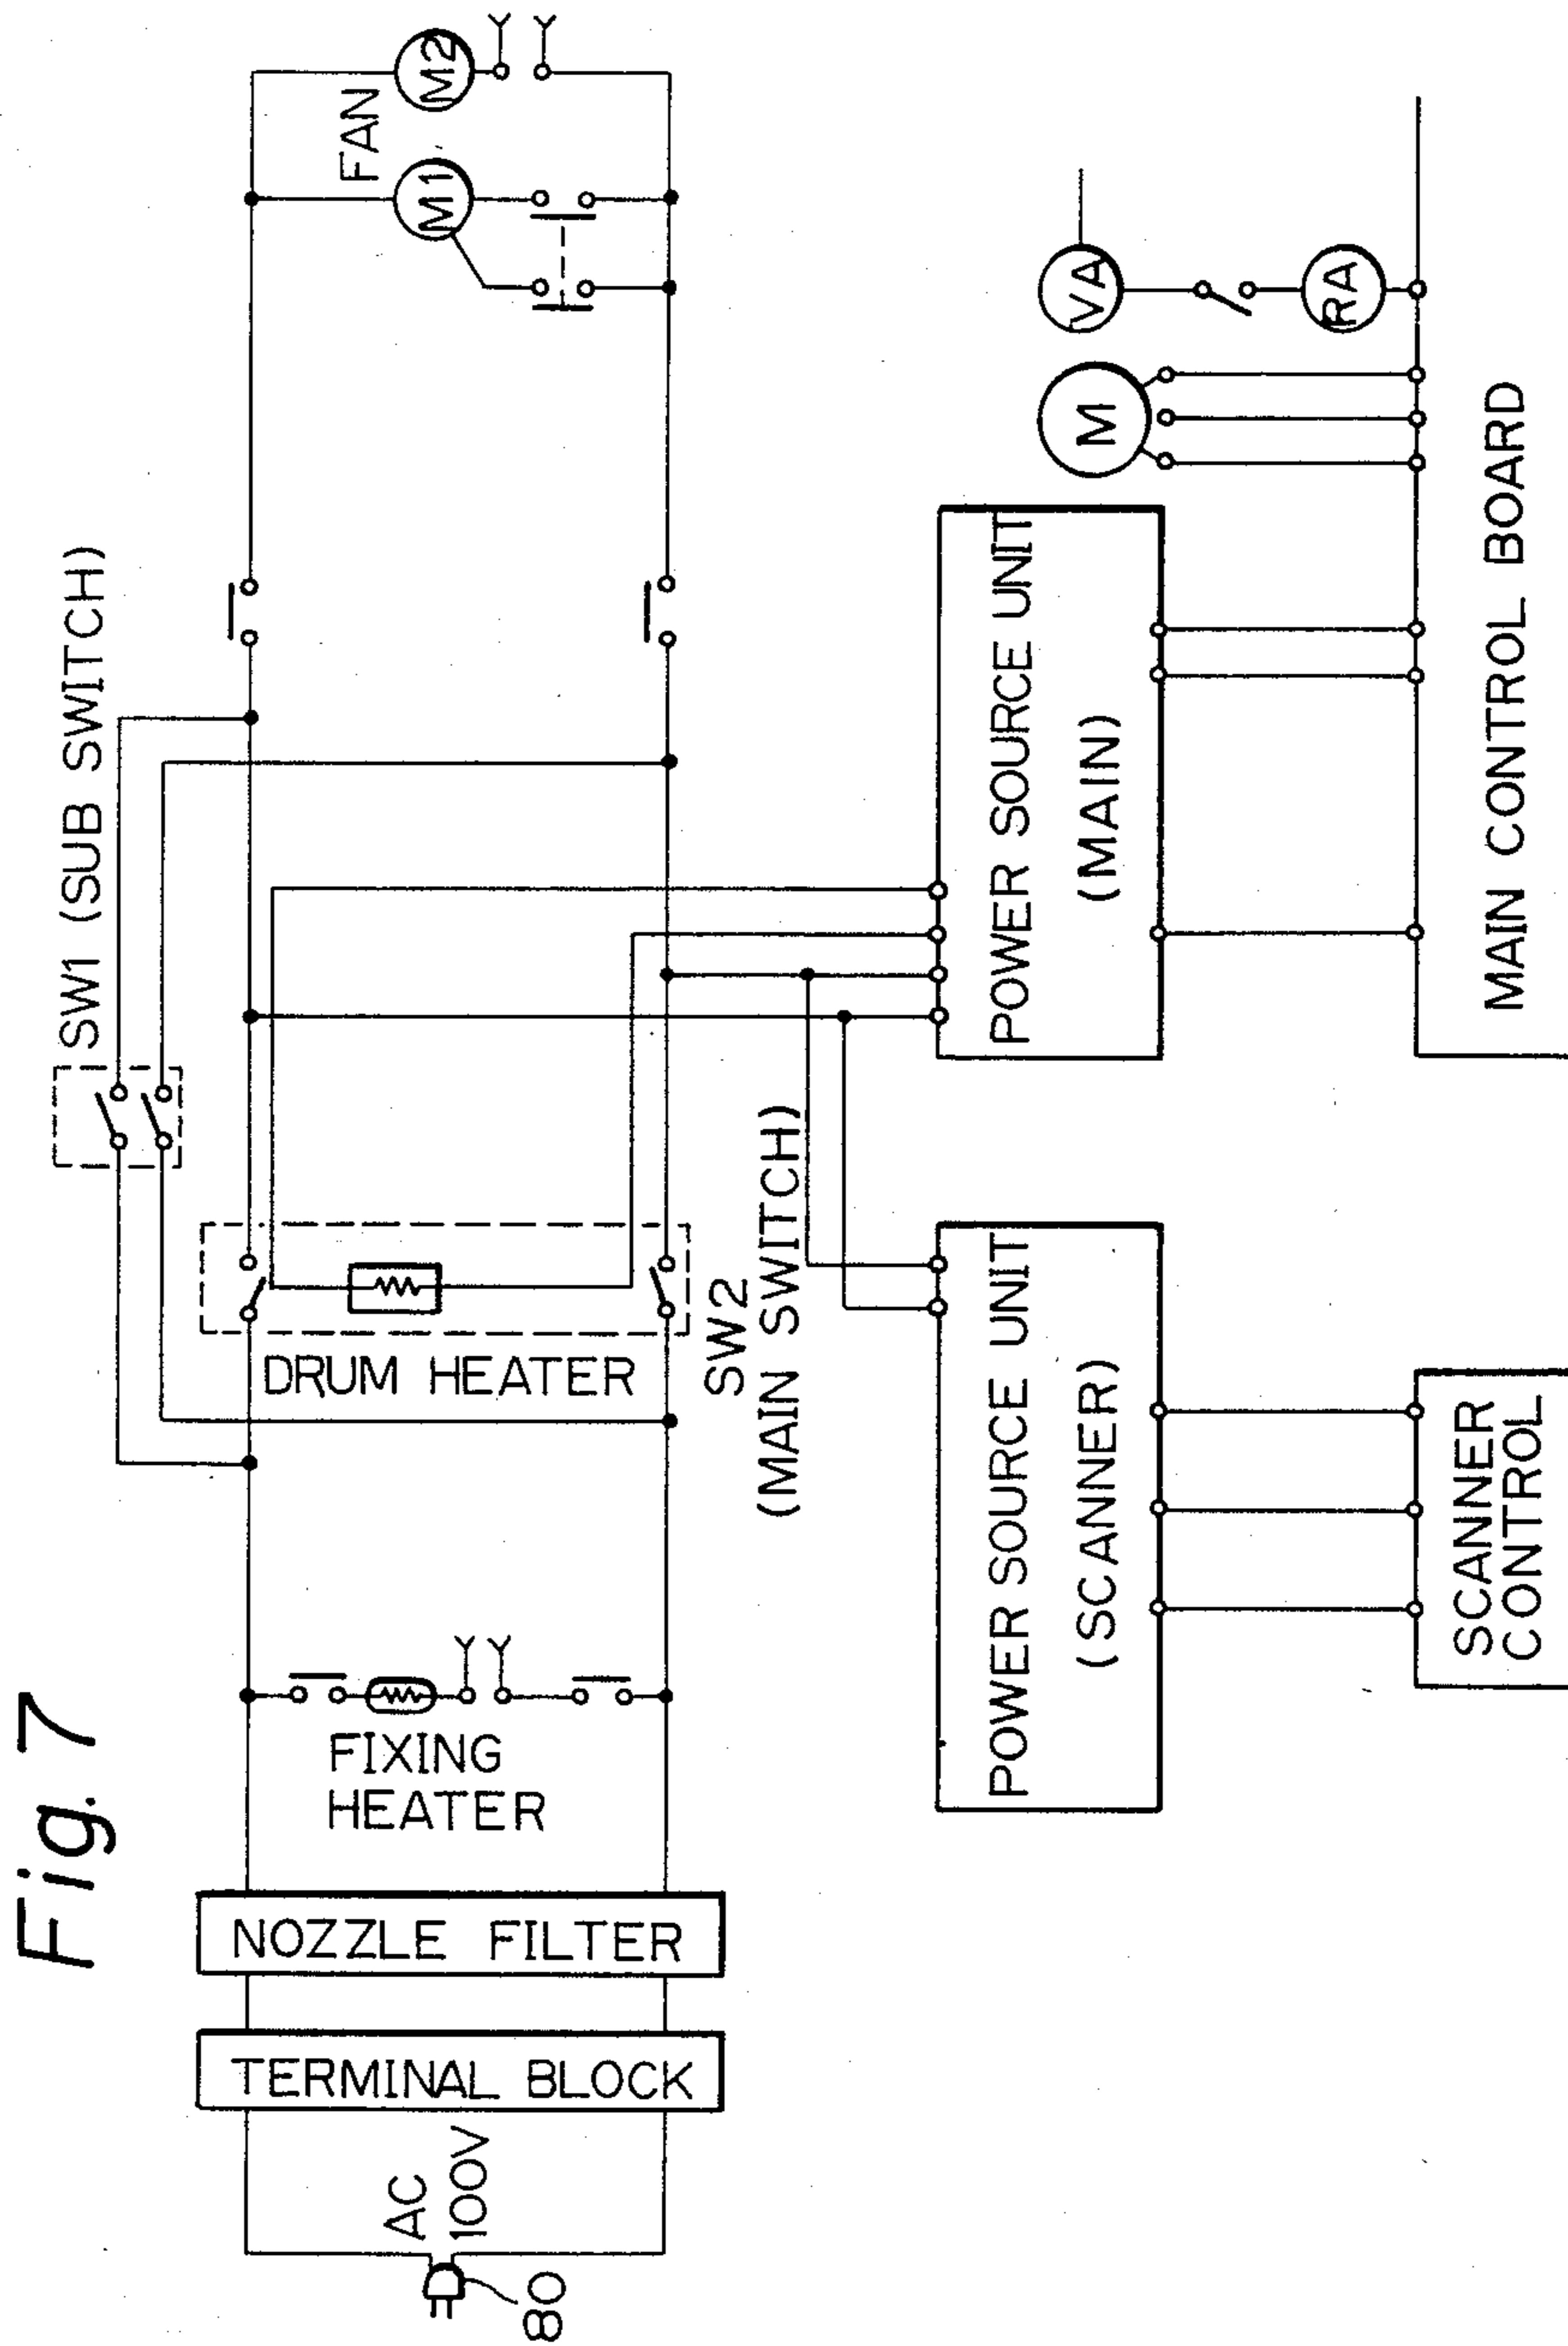 Fig. 7
SW1 (SUB SWITCH)
AC
100V
80
TERMINAL BLOCK
NOZZLE FILTER
FIXING
HEATER
DRUM HEATER
SW2
(MAIN SWITCH)
FAN
M1
M2
POWER SOURCE UNIT
(SCANNER)
POWER SOURCE UNIT
(MAIN)
M
VA
RA
SCANNER
CONTROL
MAIN CONTROL BOARD